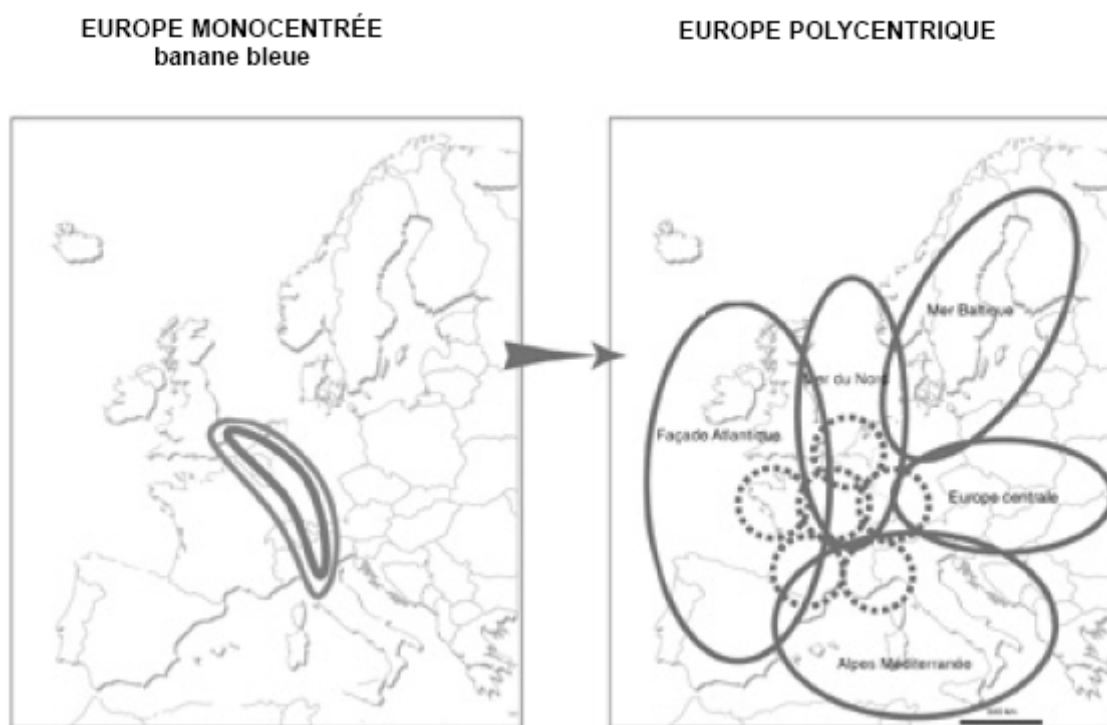 EUROPE MONOCENTRÉE
banane bleue
EUROPE POLYCENTRIQUE
Mer Baltique
Mer du Nord
Façade Atlantique
Europe centrale
Alpes Méditerranée